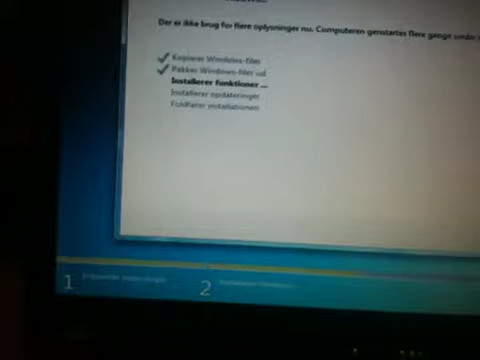 Der er ikke brug for flere oplysninger nu. Computeren genstartes flere gange under
Kopierer Windows-filer
Pakker Windows-filer ud
Installerer funktioner ...
Installerer opdateringer
Fuldfører installationen
1
2